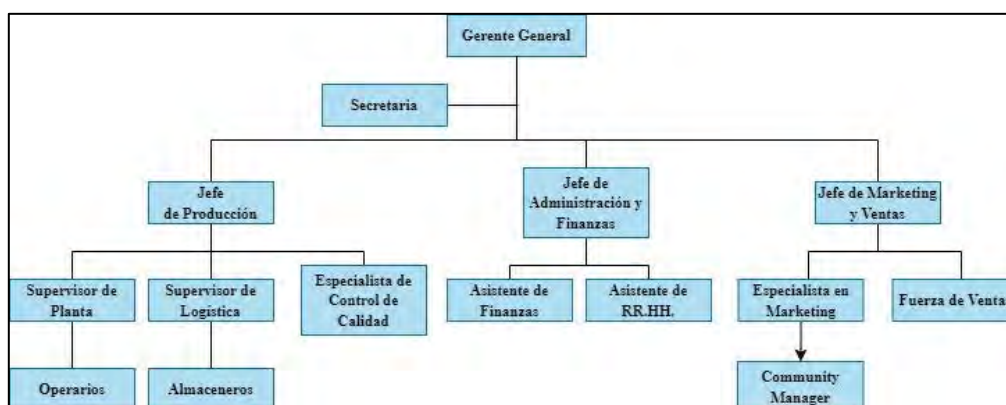 Gerente General
Secretaria
Jefe
de Producción
Jefe de
Administración y
Finanzas
Jefe de Marketing
y Ventas
Supervisor de
Planta
Supervisor de
Logística
Especialista de
Control de
Calidad
Asistente de
Finanzas
Asistente de
RR.HH.
Especialista en
Marketing
Fuerza de Venta
Operarios
Almaceneros
Community
Manager